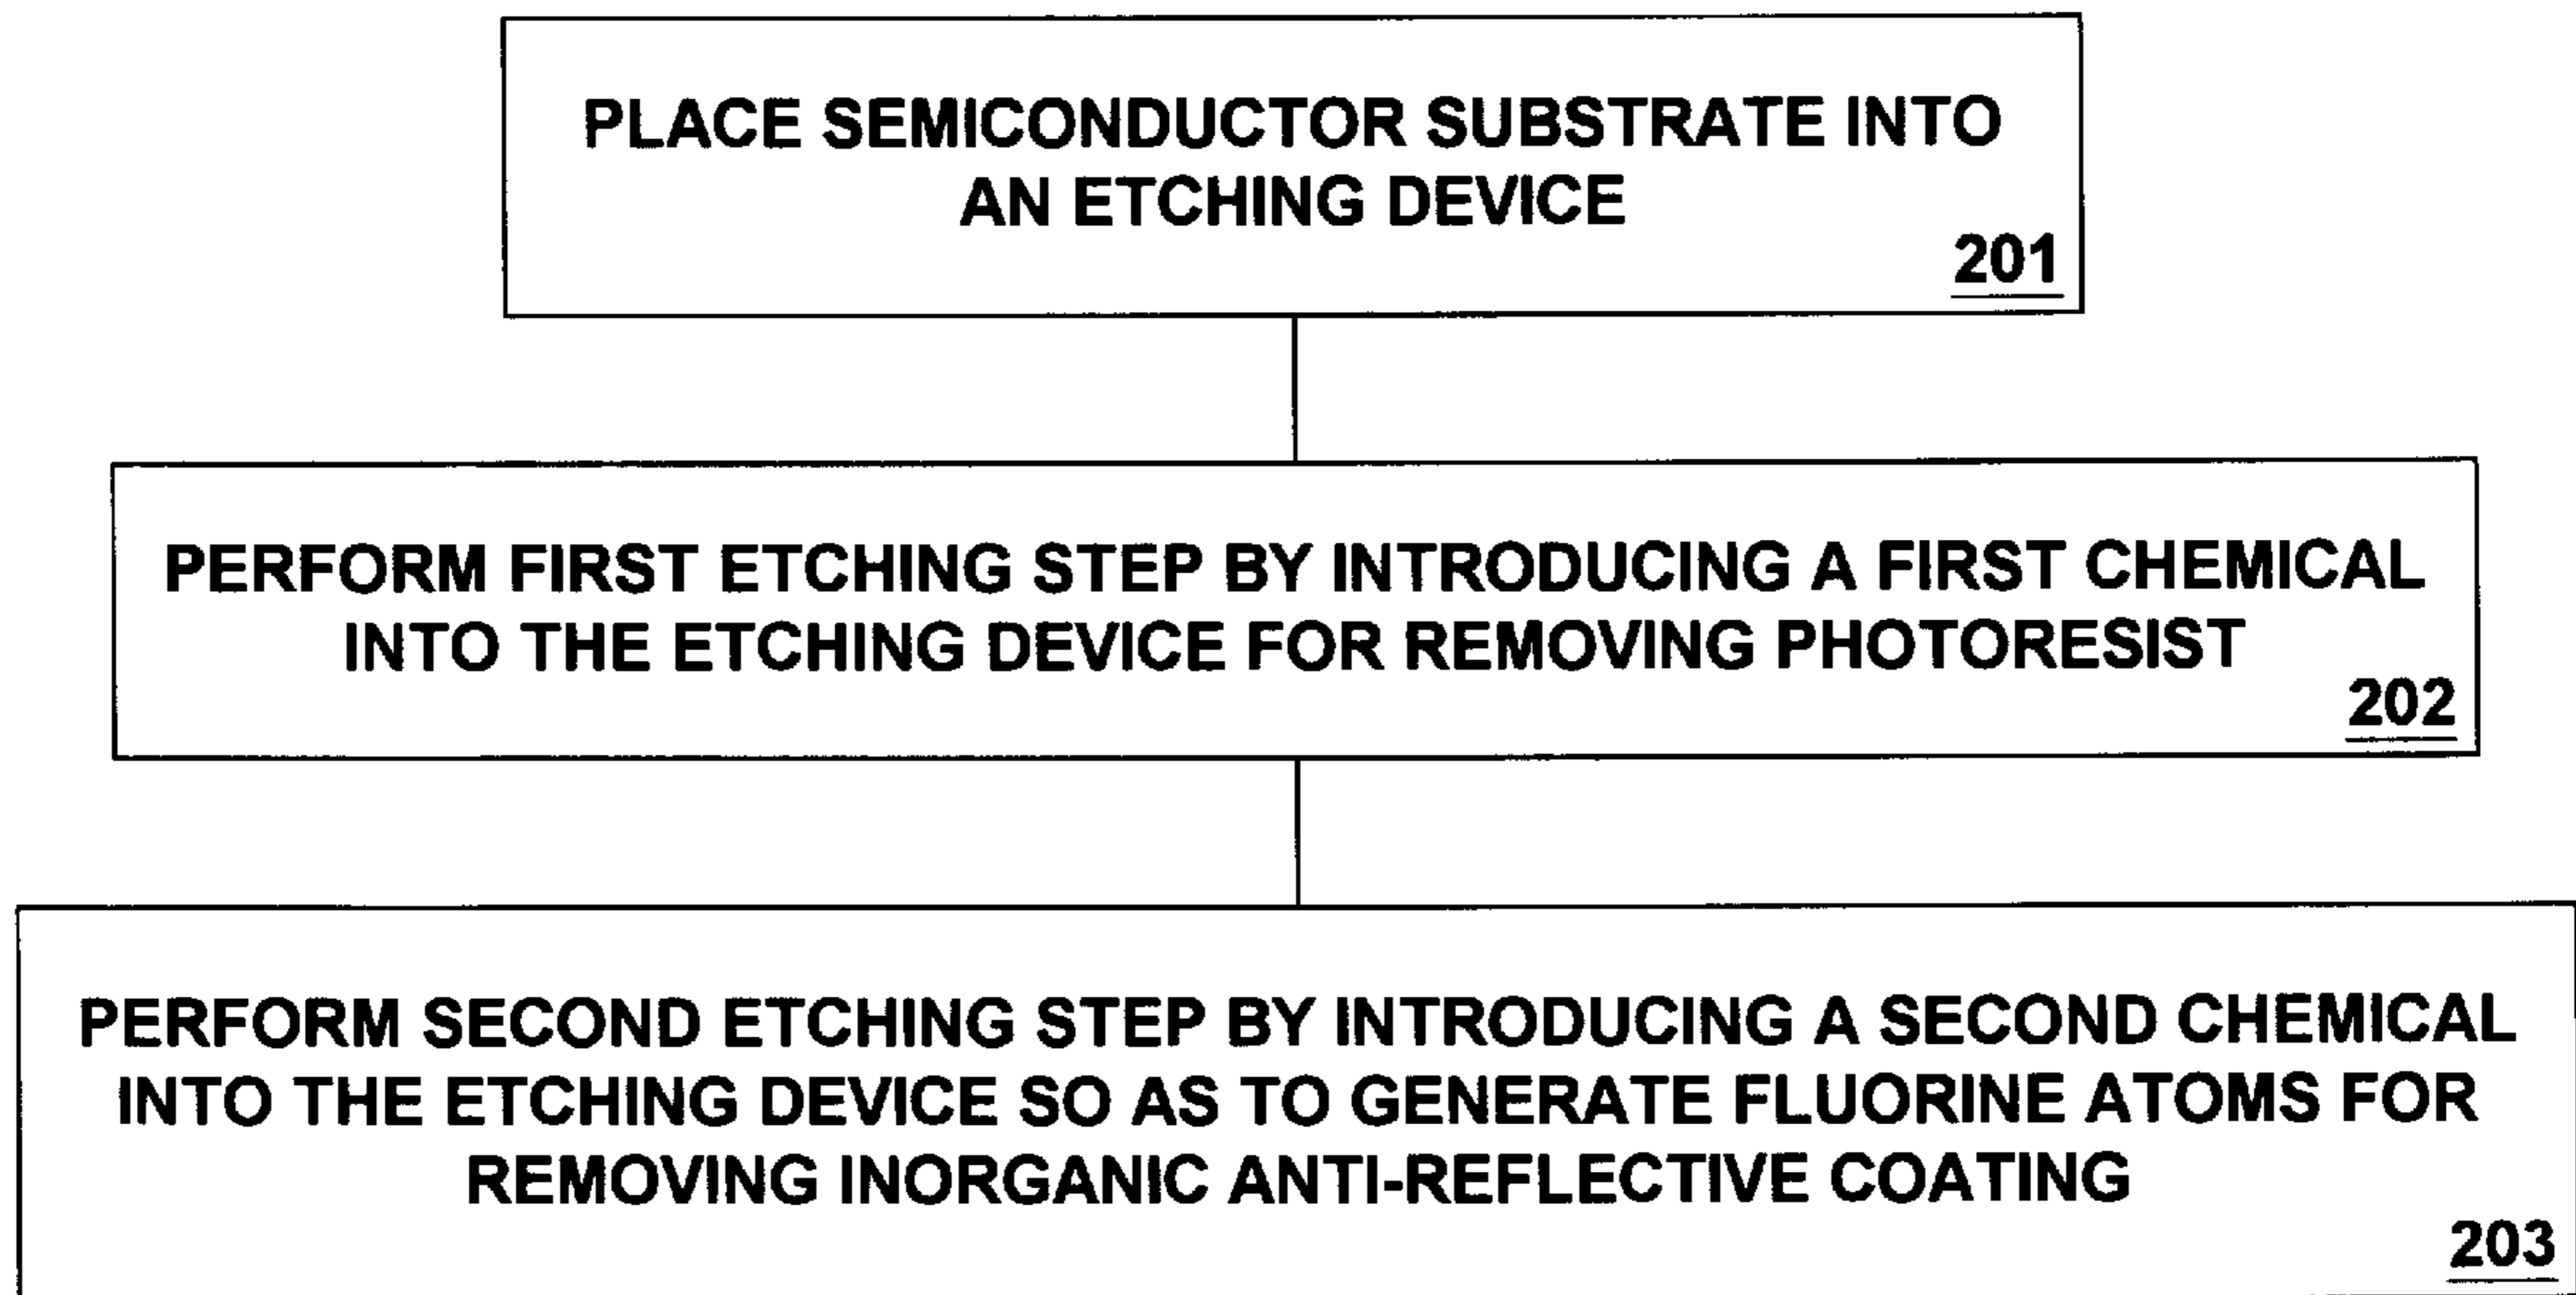 PLACE SEMICONDUCTOR SUBSTRATE INTO
AN ETCHING DEVICE
201
PERFORM FIRST ETCHING STEP BY INTRODUCING A FIRST CHEMICAL
INTO THE ETCHING DEVICE FOR REMOVING PHOTORESIST
202
PERFORM SECOND ETCHING STEP BY INTRODUCING A SECOND CHEMICAL
INTO THE ETCHING DEVICE SO AS TO GENERATE FLUORINE ATOMS FOR
REMOVING INORGANIC ANTI-REFLECTIVE COATING
203